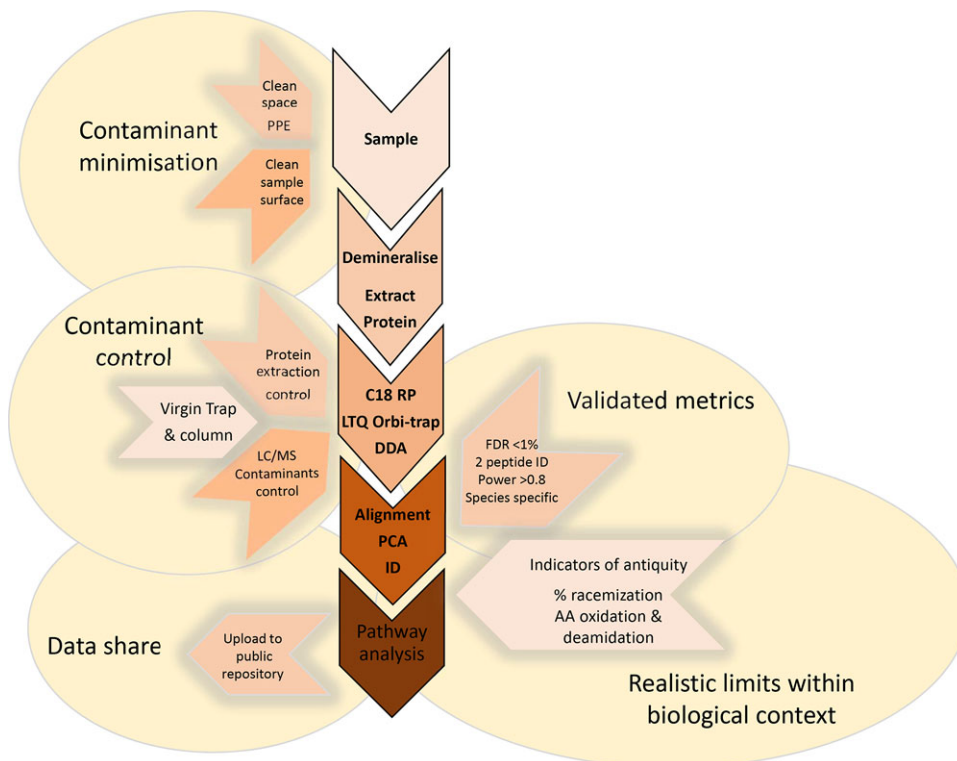 Clean
space
PPE
Contaminant
minimisation
Clean
sample
surface
Sample
Demineralise
Extract
Protein
Contaminant
control
Protein
extraction
control
Virgin Trap
& column
LC/MS
Contaminants
control
C18 RP
LTQ Orbi-trap
DDA
Validated metrics
FDR <1%
2 peptide ID
Power >0.8
Species specific
Alignment
PCA
ID
Indicators of antiquity
% racemization
AA oxidation &
deamidation
Data share
Upload to
public
repository
Pathway
analysis
Realistic limits within
biological context